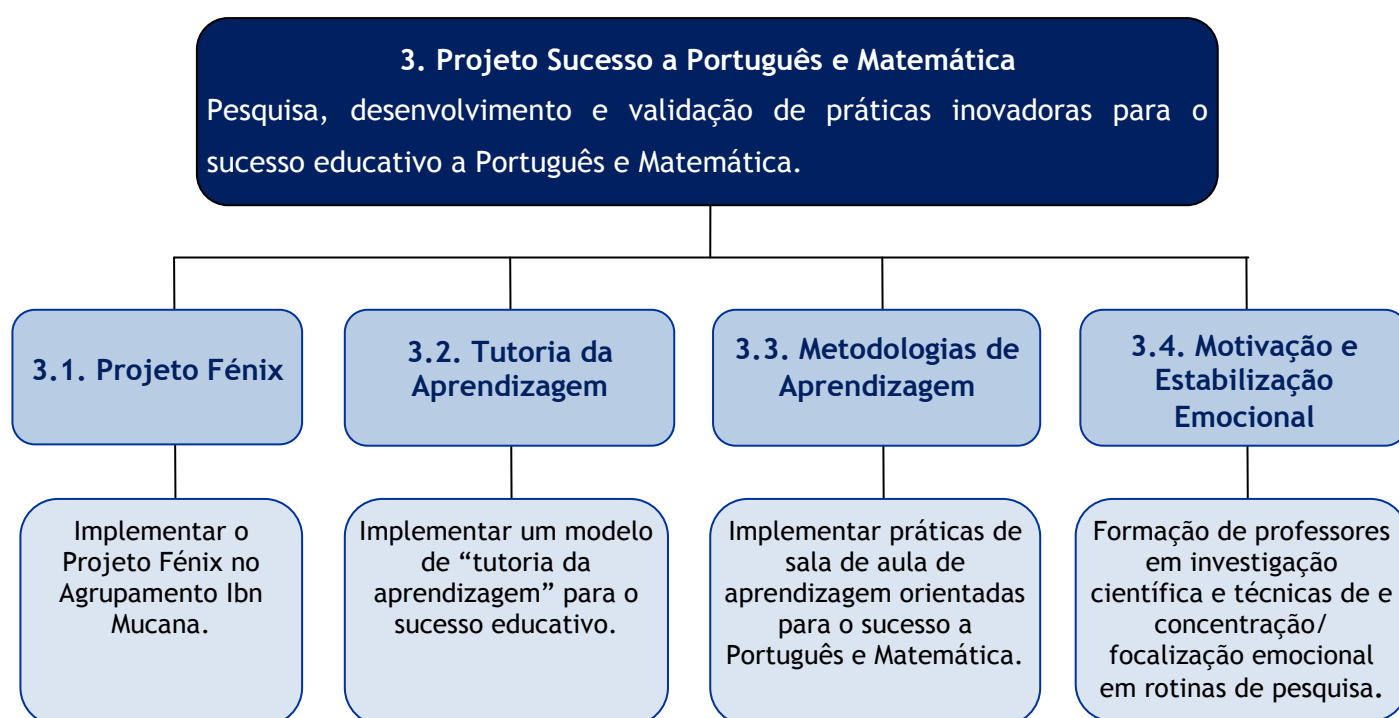 3. Projeto Sucesso a Português e Matemática
Pesquisa, desenvolvimento e validação de práticas inovadoras para o
sucesso educativo a Português e Matemática.
3.1. Projeto Fénix
3.2. Tutoria da
Aprendizagem
3.3. Metodologias de
Aprendizagem
3.4. Motivação e
Estabilização
Emocional
Implementar o
Projeto Fénix no
Agrupamento Ibn
Mucana.
Implementar um modelo
de “tutoria da
aprendizagem” para o
sucesso educativo.
Implementar práticas de
sala de aula de
aprendizagem orientadas
para o sucesso a
Português e Matemática.
Formação de professores
em investigação
científica e técnicas de e
concentração/
focalização emocional
em rotinas de pesquisa.